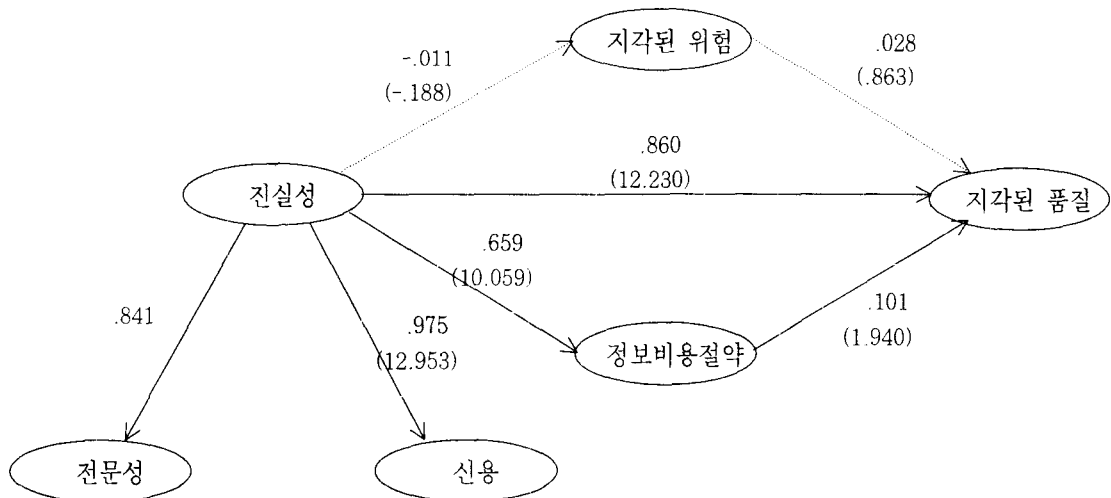 지각된 위험
-.011
(-.188)
.028
(.863)
.860
(12.230)
진실성
지각된 품질
.659
(10.059)
.841
.975
(12.953)
정보비용절약
.101
(1.940)
전문성
신용